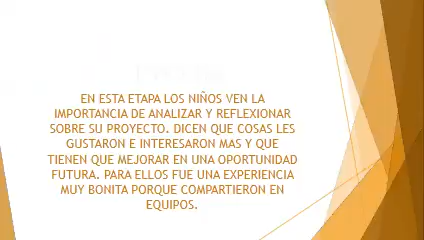 EN ESTA ETAPA LOS NIÑOS VEN LA
IMPORTANCIA DE ANALIZAR Y REFLEXIONAR
SOBRE SU PROYECTO. DICEN QUE COSAS LES
GUSTARON E INTERESARON MAS Y QUE
TIENEN QUE MEJORAR EN UNA OPORTUNIDAD
FUTURA. PARA ELLOS FUE UNA EXPERIENCIA
MUY BONITA PORQUE COMPARTIERON EN
EQUIPOS.